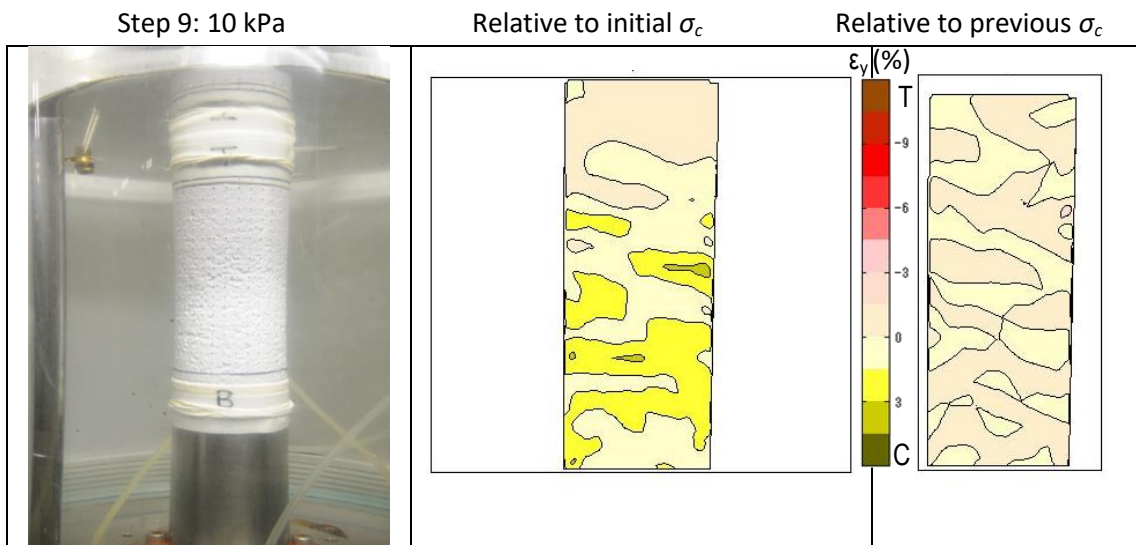 Step 9: 10 kPa
Relative to initial σc
Relative to previous σc
εy (%)
T
-9
-6
-3
0
3
C
T
B